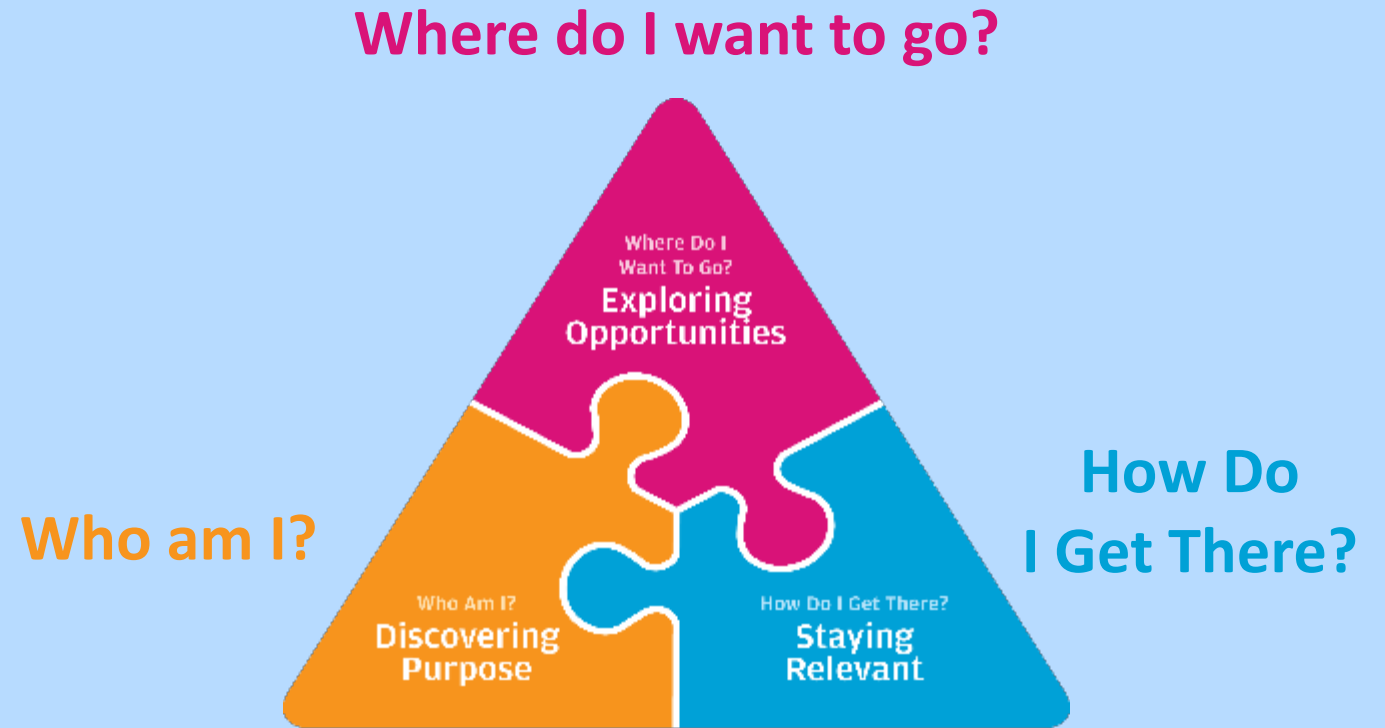 Where do I want to go?
Where Do I
Want To Go?
Exploring
Opportunities
Who am I?
How Do
I Get There?
Who Am I?
Discovering
Purpose
How Do I Get There?
Staying
Relevant